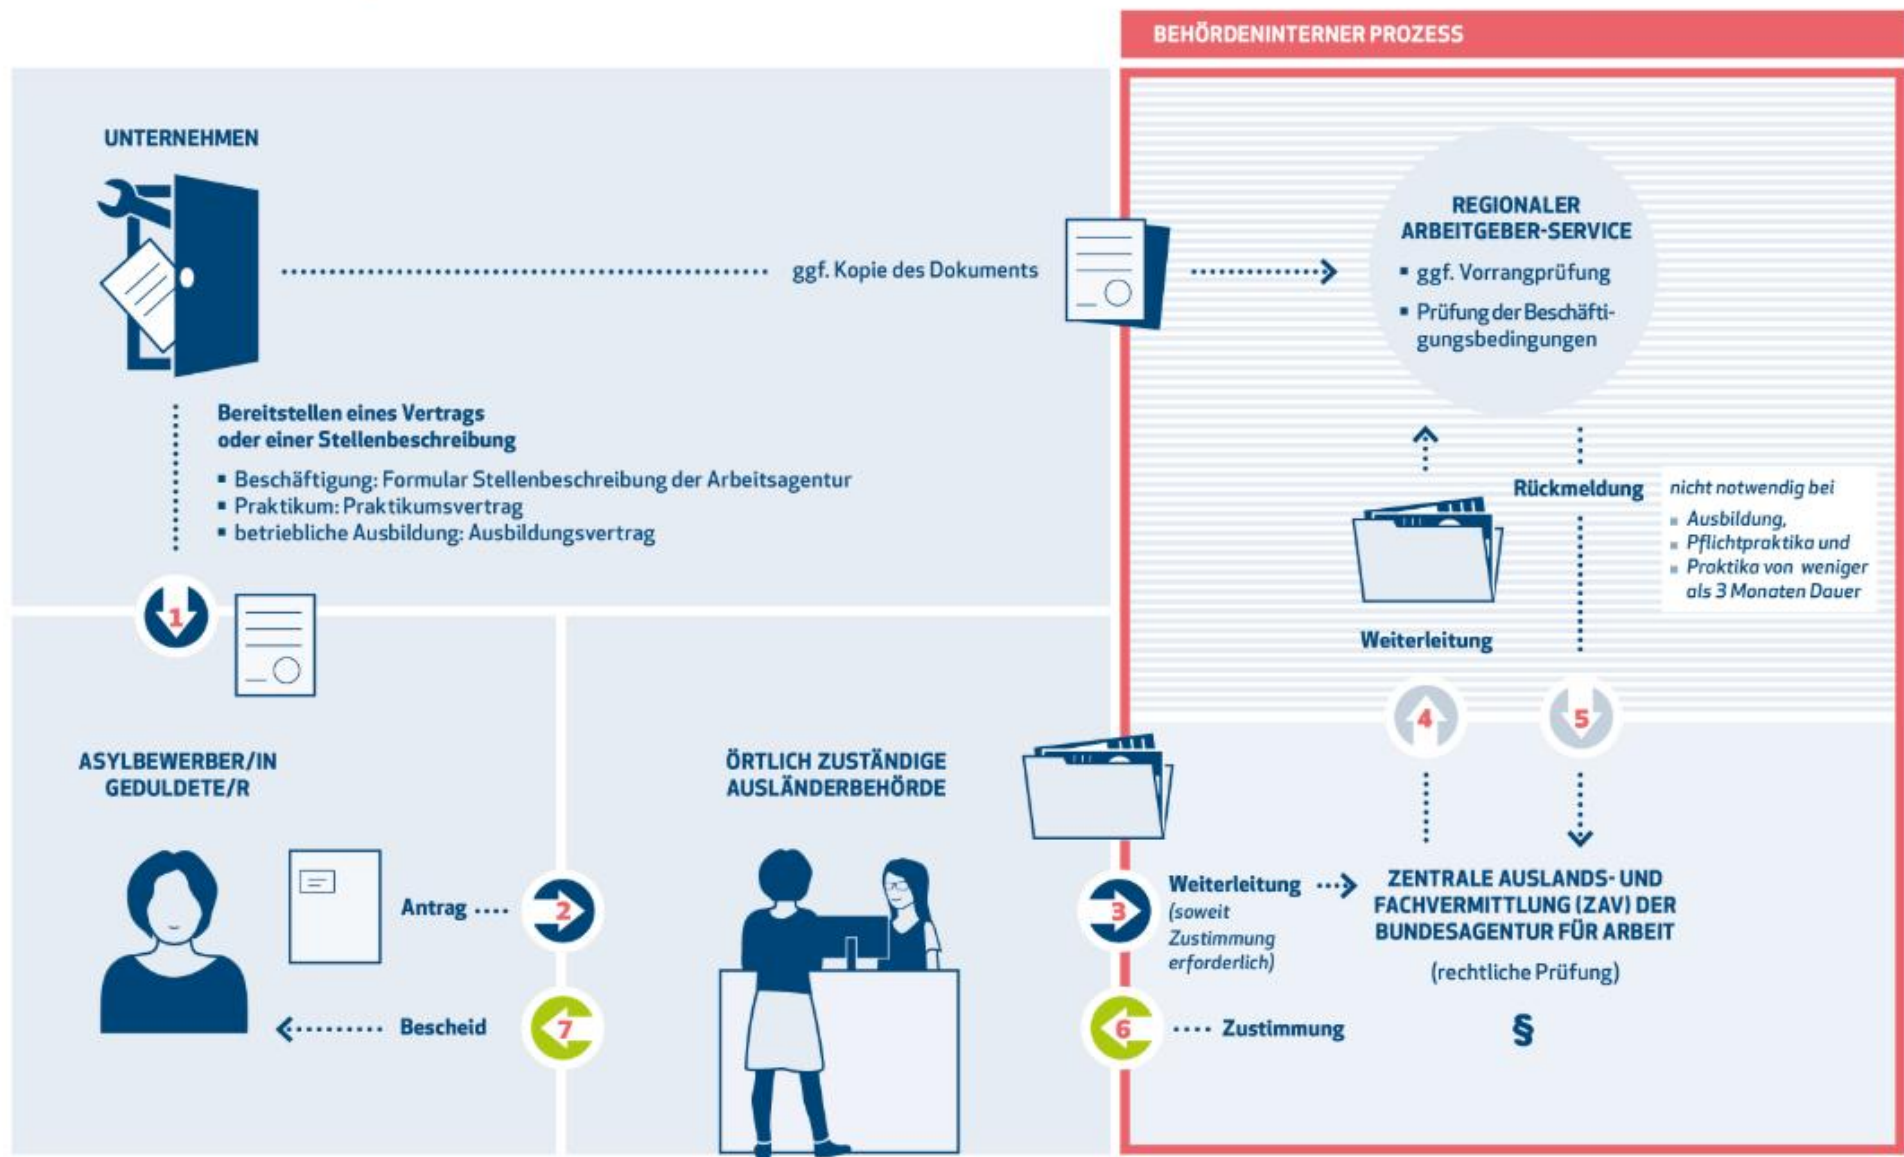 BEHÖRDENINTERNER PROZESS
UNTERNEHMEN
ggf. Kopie des Dokuments
REGIONALER
ARBEITGEBER-SERVICE
▪ ggf. Vorrangprüfung
▪ Prüfung der Beschäfti-
gungsbedingungen
Bereitstellen eines Vertrags
oder einer Stellenbeschreibung
▪ Beschäftigung: Formular Stellenbeschreibung der Arbeitsagentur
▪ Praktikum: Praktikumsvertrag
▪ betriebliche Ausbildung: Ausbildungsvertrag
1
Rückmeldung
nicht notwendig bei
▪ Ausbildung,
▪ Pflichtpraktika und
▪ Praktika von weniger
als 3 Monaten Dauer
Weiterleitung
4
5
ASYLBEWERBER/IN
GEDULDETE/R
Antrag
2
Bescheid
7
ÖRTLICH ZUSTÄNDIGE
AUSLÄNDERBEHÖRDE
3
Weiterleitung
(soweit
Zustimmung
erforderlich)
ZENTRALE AUSLANDS- UND
FACHVERMITTLUNG (ZAV) DER
BUNDESAGENTUR FÜR ARBEIT
(rechtliche Prüfung)
§
6
Zustimmung